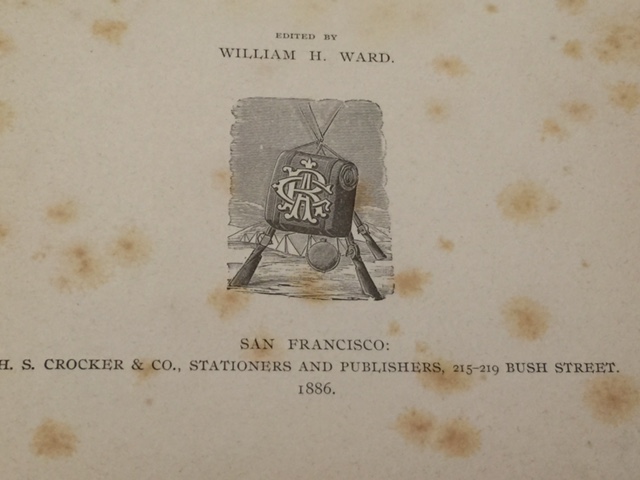 EDITED BY
WILLIAM H. WARD.
SAN FRANCISCO:
H. S. CROCKER & CO., STATIONERS AND PUBLISHERS, 215–219 BUSH STREET.
1886.